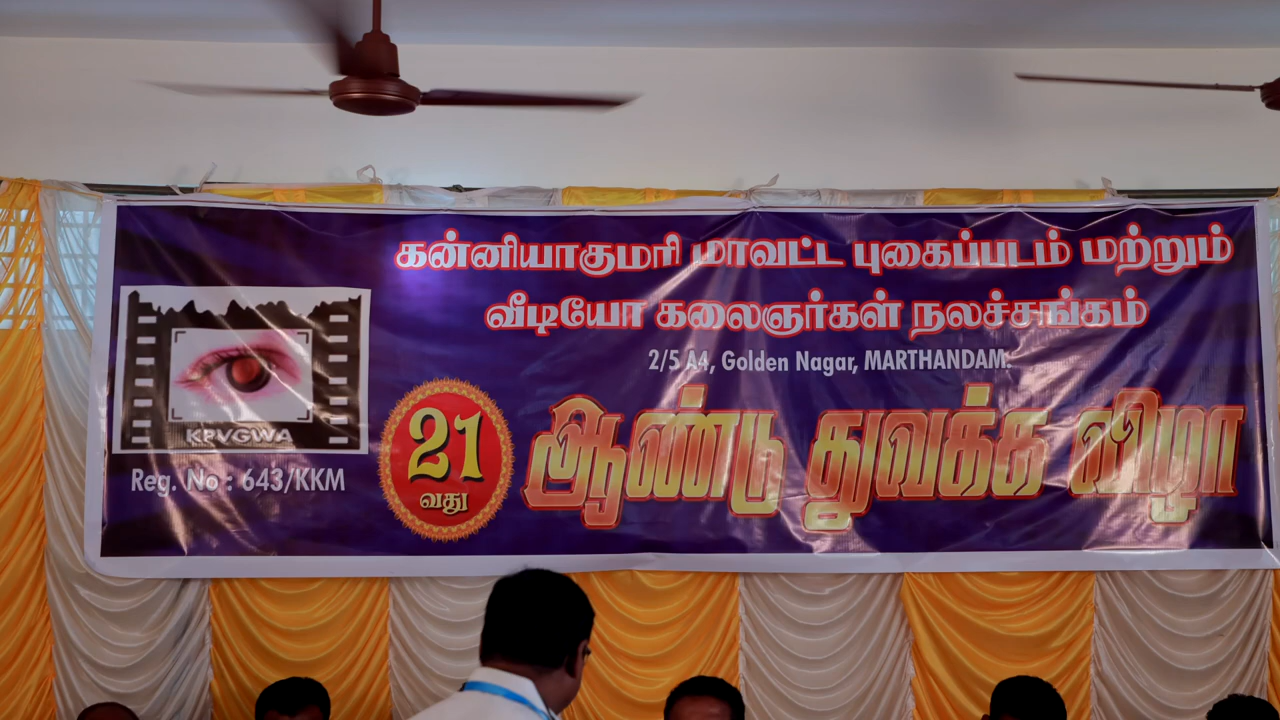 கன்னியாகுமரி மாவட்ட புகைப்படம் மற்றும்
வீடியோ கலைஞர்கள் நலச்சங்கம்
2/5 A4, Golden Nagar, MARTHANDAM.
KPVGWA
Reg. No : 643/KKM
21
வது
ஆண்டு துவக்க விழா